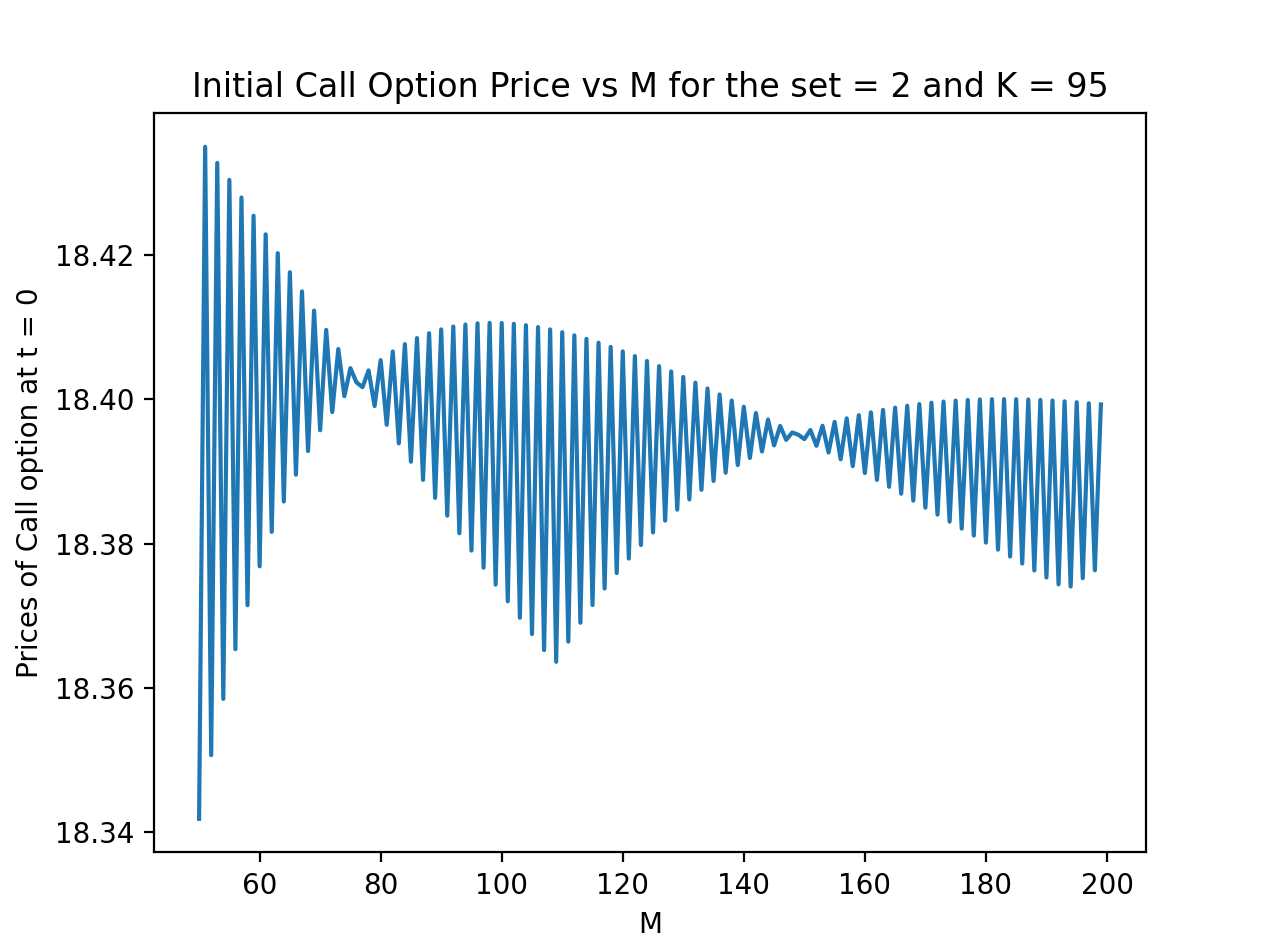 Initial Call Option Price vs M for the set = 2 and K = 95
Prices of Call option at t = 0
18.42
18.40
18.38
18.36
18.34
60 80 100 120 140 160 180 200
M